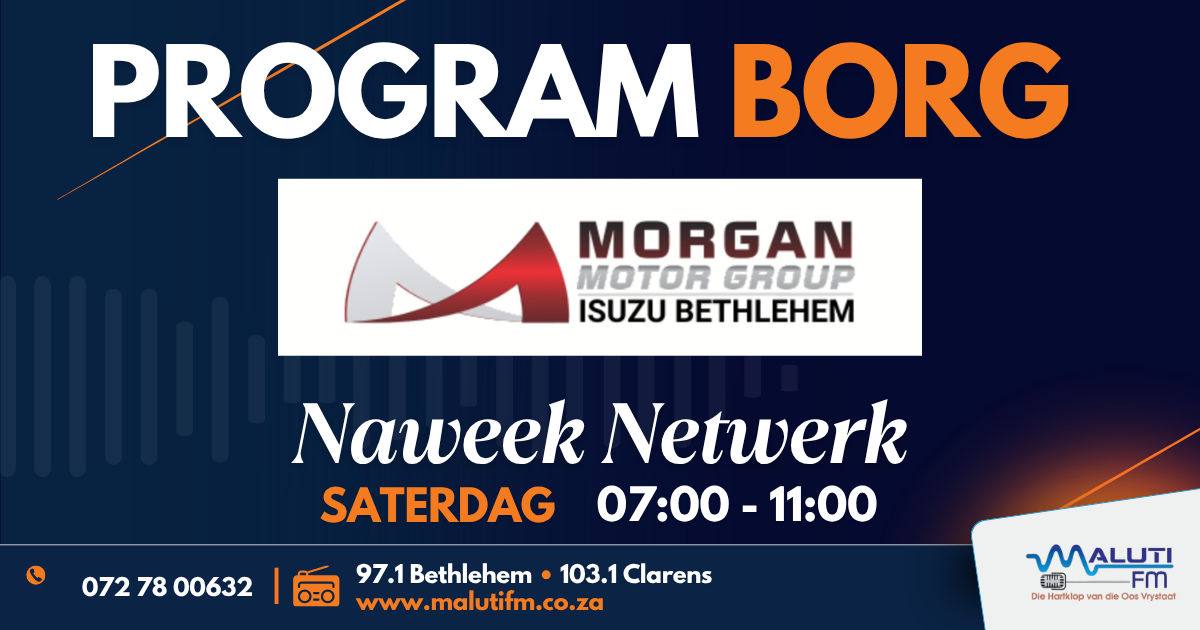 PROGRAM BORG
MORGAN
MOTOR GROUP
ISUZU BETHLEHEM
Naweek Netwerk
SATERDAG 07:00 - 11:00
072 78 00632
97.1 Bethlehem • 103.1 Clarens
www.malutifm.co.za
MALUTI
FM
Die Hartklop van die Oos Vrystaat